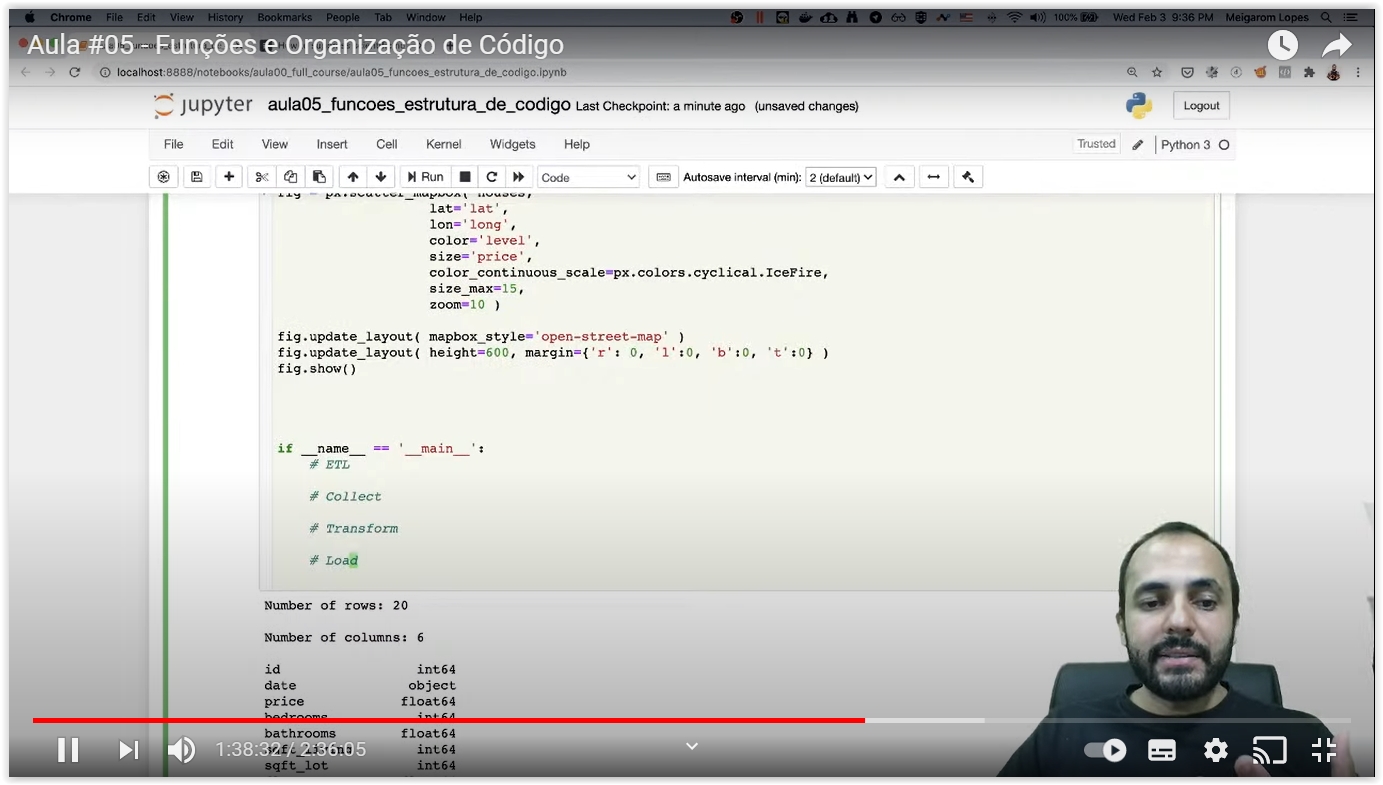 Chrome File Edit View History Bookmarks People Tab Window Help 100% Wed Feb 3 9:36 PM Meigarom Lopes
Aula #05 - Funções e Organização de Código
localhost:8888/notebooks/aula00_full_course/aula05_funcoes_estrutura_de_codigo.ipynb
jupyter aula05_funcoes_estrutura_de_codigo Last Checkpoint: a minute ago (unsaved changes) Logout
File Edit View Insert Cell Kernel Widgets Help Trusted Python 3
Run Code Autosave interval (min): 2 (default)
fig = px.scatter_mapbox( houses,
lat='lat',
lon='long',
color='level',
size='price',
color_continuous_scale=px.colors.cyclical.IceFire,
size_max=15,
zoom=10 )
fig.update_layout( mapbox_style='open-street-map' )
fig.update_layout( height=600, margin={'r': 0, 'l':0, 'b':0, 't':0} )
fig.show()
if __name__ == '__main__':
# ETL
# Collect
# Transform
# Load
Number of rows: 20
Number of columns: 6
id int64
date object
price float64
bedrooms int64
bathrooms float64
1:38:32 / 2:36:05
sqft_living int64
sqft_lot int64